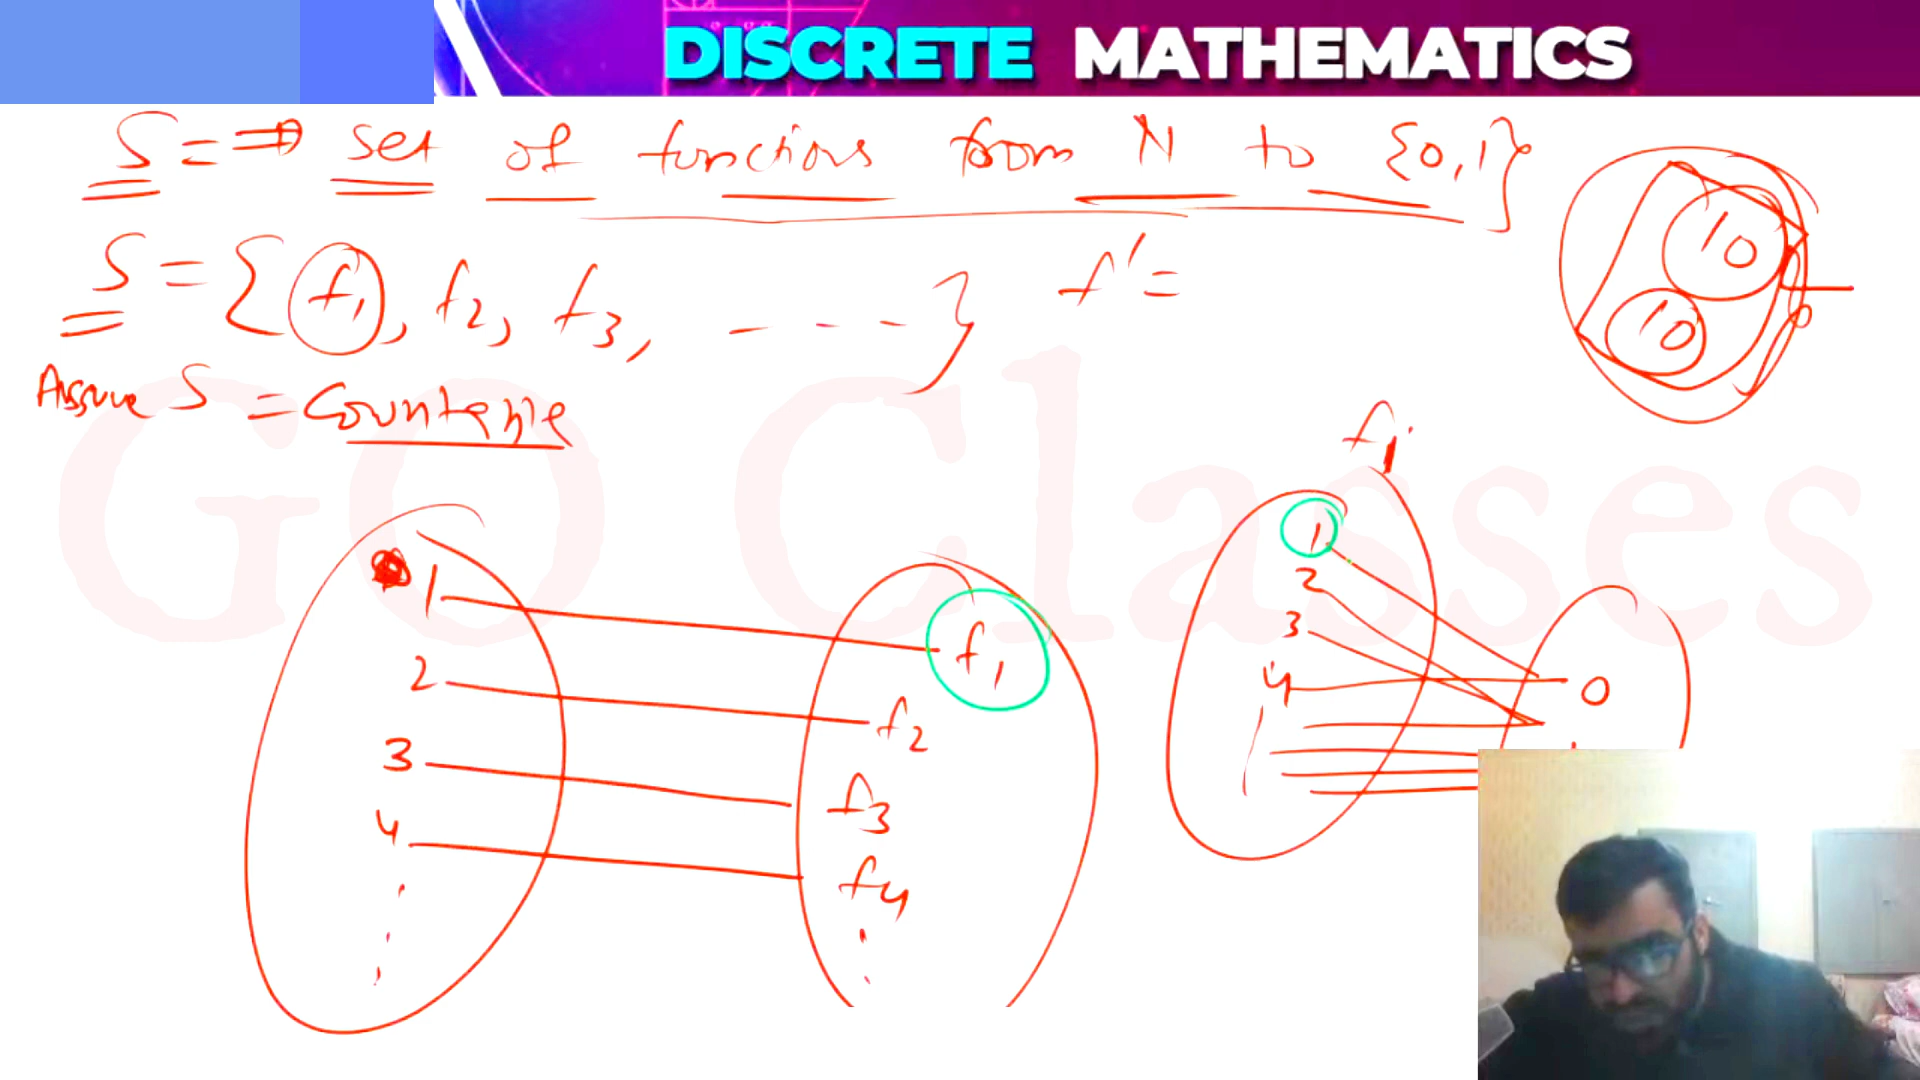 DISCRETE MATHEMATICS
S = ⇒ set of functions from N to {0,1}
S = { f1, f2, f3, ---- } f' =
10
10
Assume S = Countable
GO Classes
f1
1
2
3
4
1
2
3
4
f1
f2
f3
f4
0